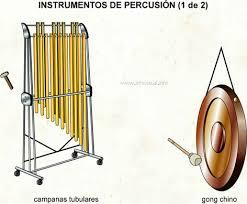 INSTRUMENTOS DE PERCUSIÓN (1 de 2)
campanas tubulares
gong chino